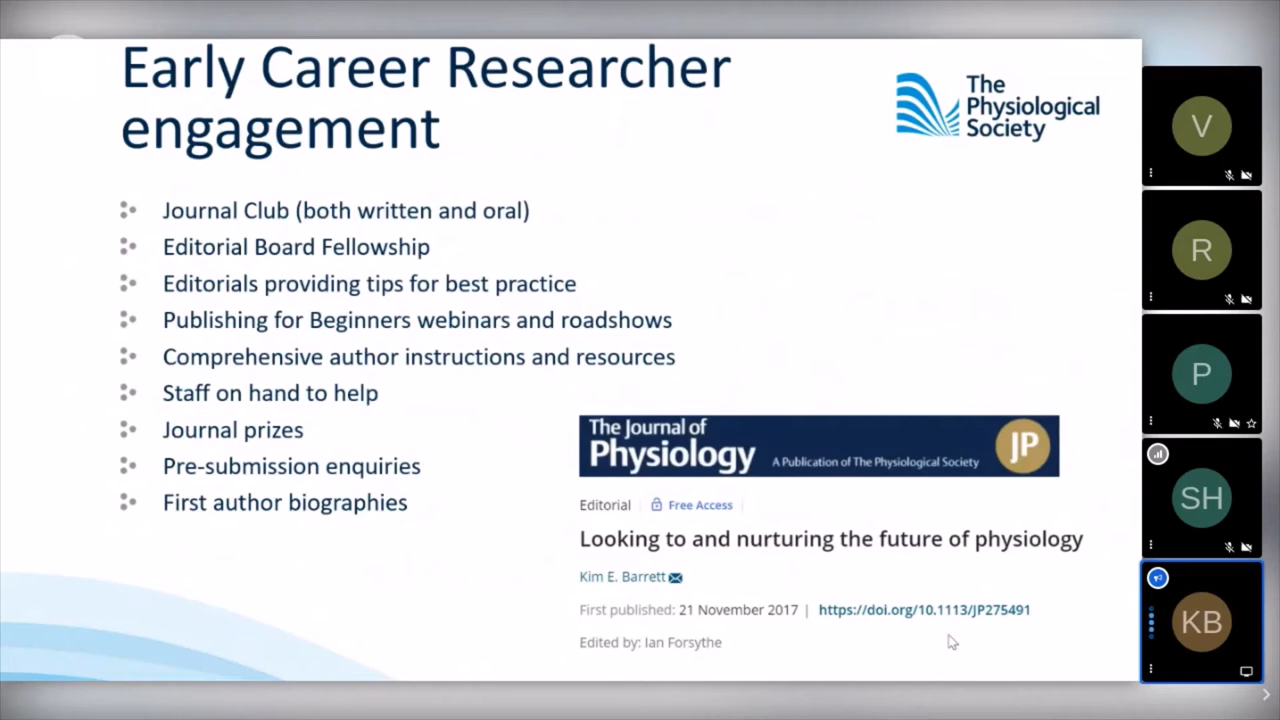 Early Career Researcher
engagement
The
Physiological
Society
Journal Club (both written and oral)
Editorial Board Fellowship
Editorials providing tips for best practice
Publishing for Beginners webinars and roadshows
Comprehensive author instructions and resources
Staff on hand to help
Journal prizes
Pre-submission enquiries
First author biographies
The Journal of
Physiology
A Publication of The Physiological Society
JP
Editorial
Free Access
Looking to and nurturing the future of physiology
Kim E. Barrett
First published: 21 November 2017 | https://doi.org/10.1113/JP275491
Edited by: Ian Forsythe
V
R
P
SH
KB